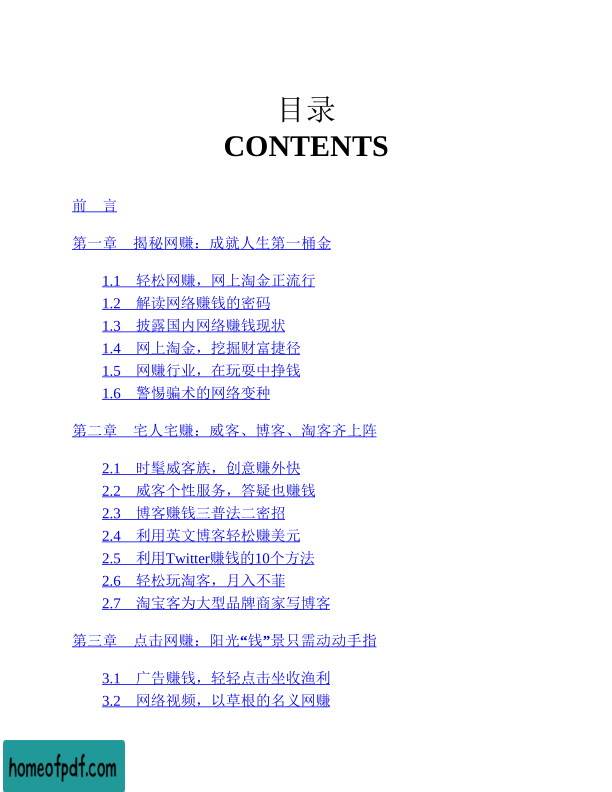 目录
CONTENTS
前　言
第一章　揭秘网赚：成就人生第一桶金
1.1　轻松网赚，网上淘金正流行
1.2　解读网络赚钱的密码
1.3　披露国内网络赚钱现状
1.4　网上淘金，挖掘财富捷径
1.5　网赚行业，在玩耍中挣钱
1.6　警惕骗术的网络变种
第二章　宅人宅赚：威客、博客、淘客齐上阵
2.1　时髦威客族，创意赚外快
2.2　威客个性服务，答疑也赚钱
2.3　博客赚钱三普法二密招
2.4　利用英文博客轻松赚美元
2.5　利用Twitter赚钱的10个方法
2.6　轻松玩淘客，月入不菲
2.7　淘宝客为大型品牌商家写博客
第三章　点击网赚：阳光“钱”景只需动动手指
3.1　广告赚钱，轻轻点击坐收渔利
3.2　网络视频，以草根的名义网赚
homeofpdf.com